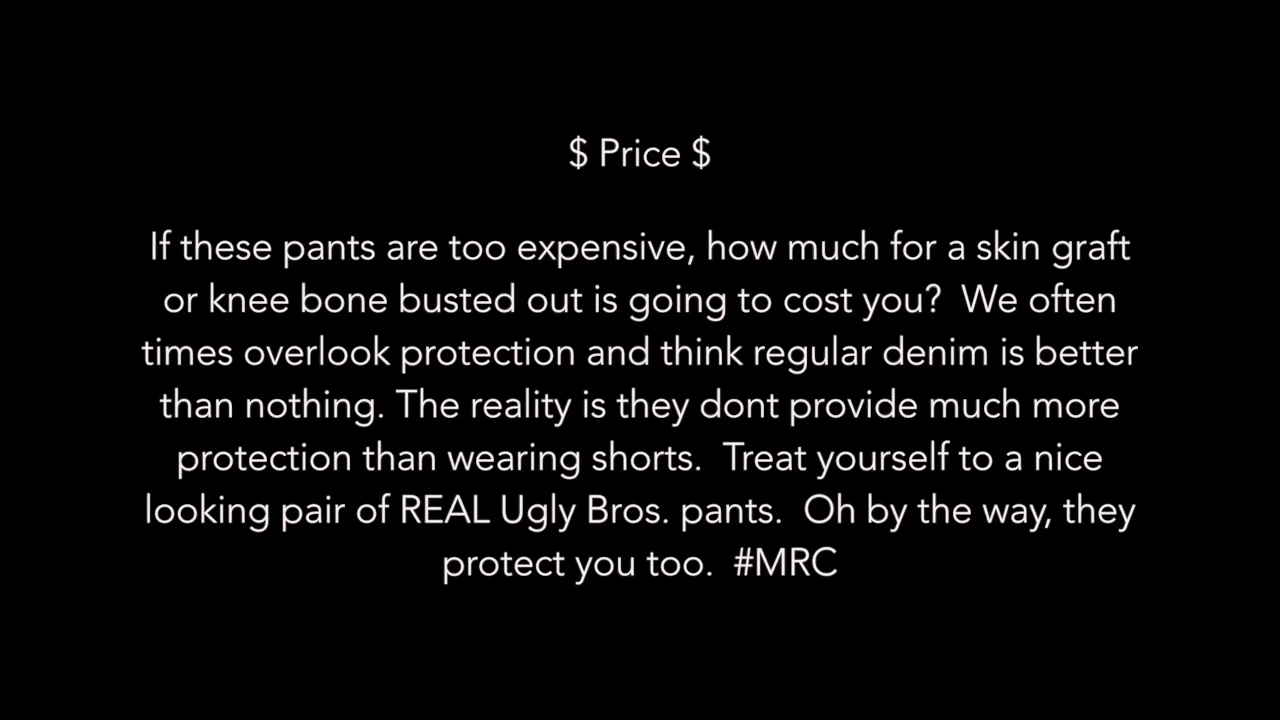 $ Price $
If these pants are too expensive, how much for a skin graft
or knee bone busted out is going to cost you?  We often
times overlook protection and think regular denim is better
than nothing. The reality is they dont provide much more
protection than wearing shorts.  Treat yourself to a nice
looking pair of REAL Ugly Bros. pants.  Oh by the way, they
protect you too.  #MRC